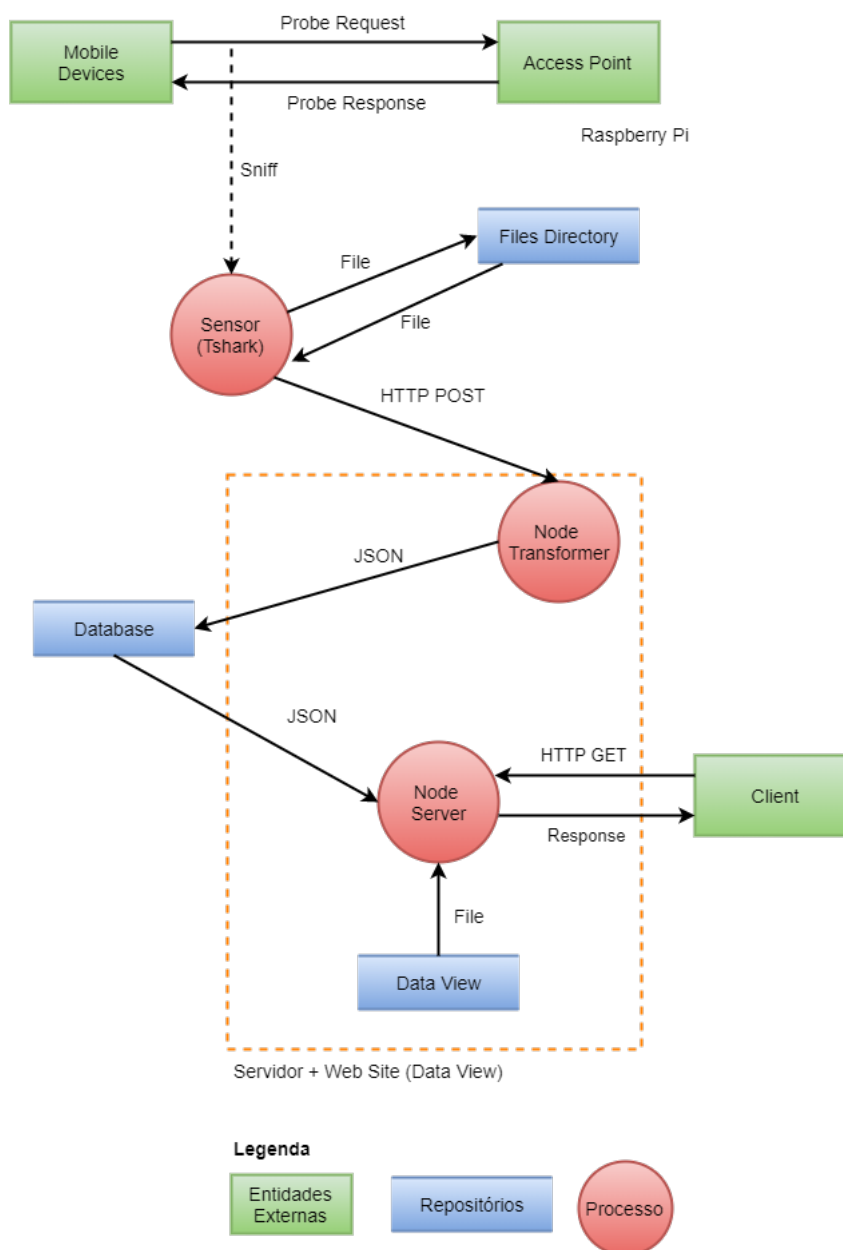 Probe Request
Mobile
Devices
Access Point
Probe Response
Raspberry Pi
Sniff
Files Directory
File
File
Sensor
(Tshark)
HTTP POST
Node
Transformer
JSON
Database
JSON
HTTP GET
Node
Server
Client
Response
File
Data View
Servidor + Web Site (Data View)
Legenda
Entidades
Externas
Repositórios
Processo